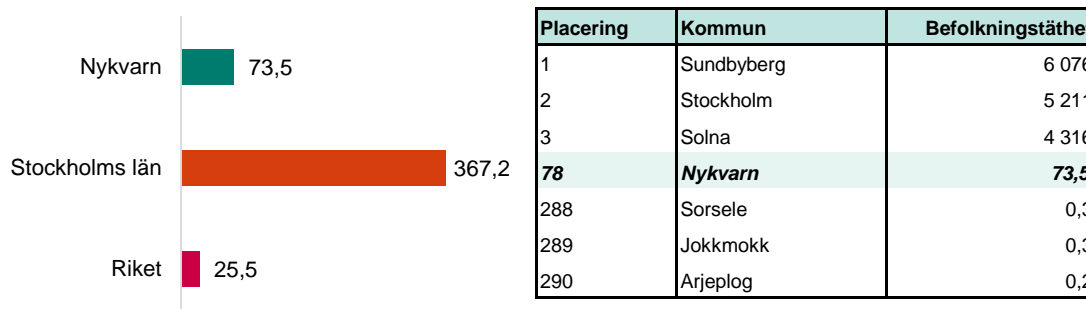 Nykvarn 73,5
Stockholms län 367,2
Riket 25,5
Placering Kommun Befolkningstäthe
1 Sundbyberg 6 076
2 Stockholm 5 211
3 Solna 4 316
78 Nykvarn 73,5
288 Sorsele 0,3
289 Jokkmokk 0,3
290 Arjeplog 0,2